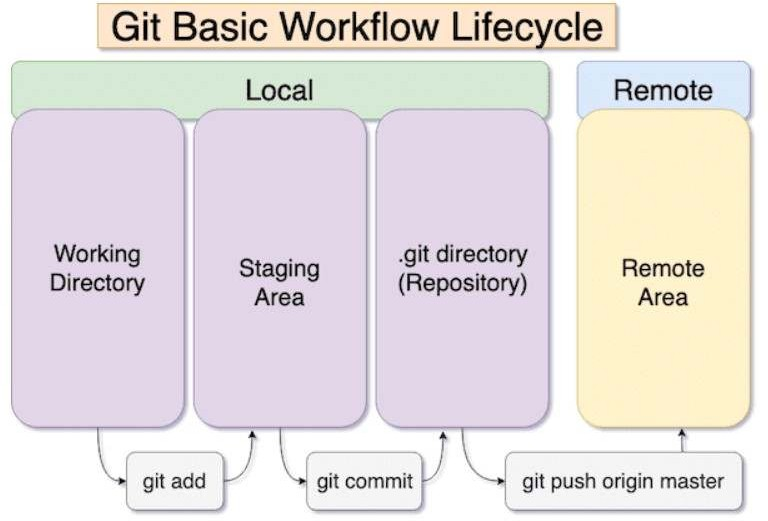 Git Basic Workflow Lifecycle
Local
Remote
Working
Directory
Staging
Area
.git directory
(Repository)
Remote
Area
git add
git commit
git push origin master